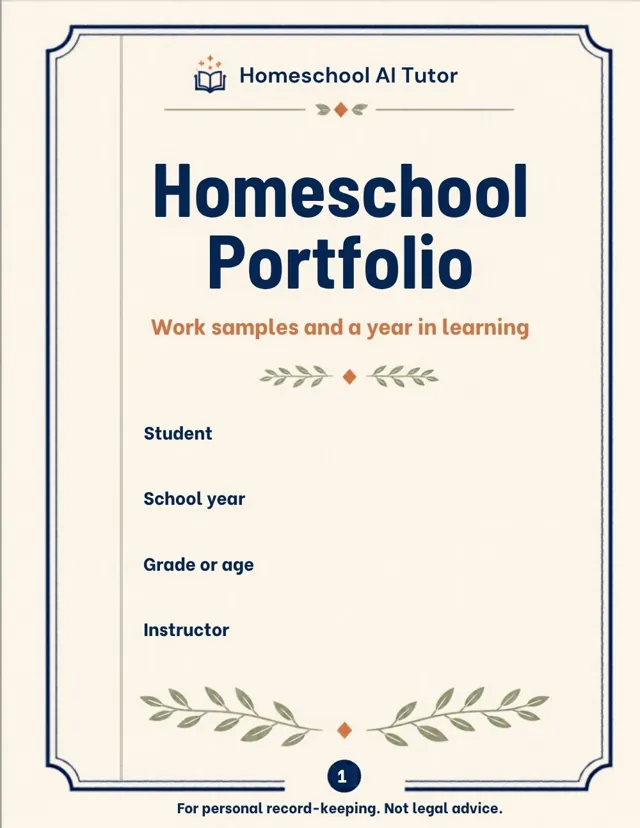 Homeschool AI Tutor
Homeschool
Portfolio
Work samples and a year in learning
Student
School year
Grade or age
Instructor
1
For personal record-keeping. Not legal advice.